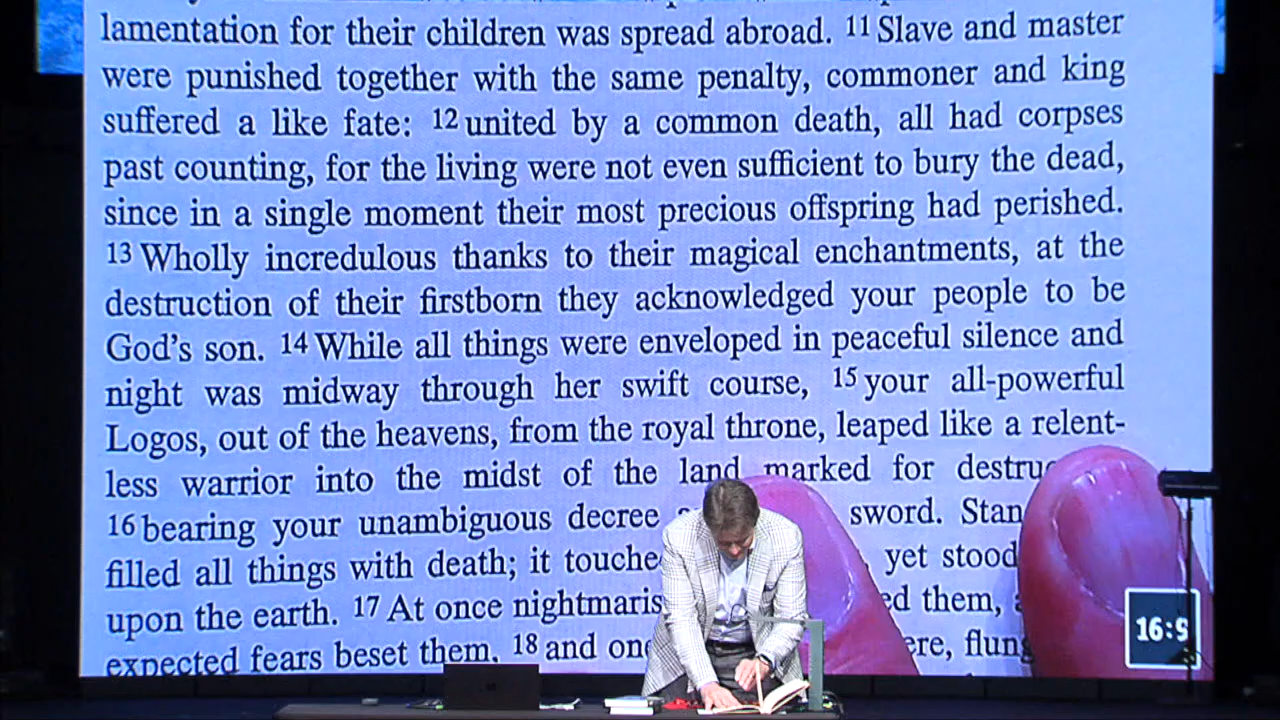 lamentation for their children was spread abroad. 11 Slave and master
were punished together with the same penalty, commoner and king
suffered a like fate: 12 united by a common death, all had corpses
past counting, for the living were not even sufficient to bury the dead,
since in a single moment their most precious offspring had perished.
13 Wholly incredulous thanks to their magical enchantments, at the
destruction of their firstborn they acknowledged your people to be
God's son. 14 While all things were enveloped in peaceful silence and
night was midway through her swift course, 15 your all-powerful
Logos, out of the heavens, from the royal throne, leaped like a relent-
less warrior into the midst of the land marked for
16 bearing your unambiguous decree sword.
filled all things with death; it yet stood
upon the earth. 17 At once them,
expected fears beset them, 18 and
16:9